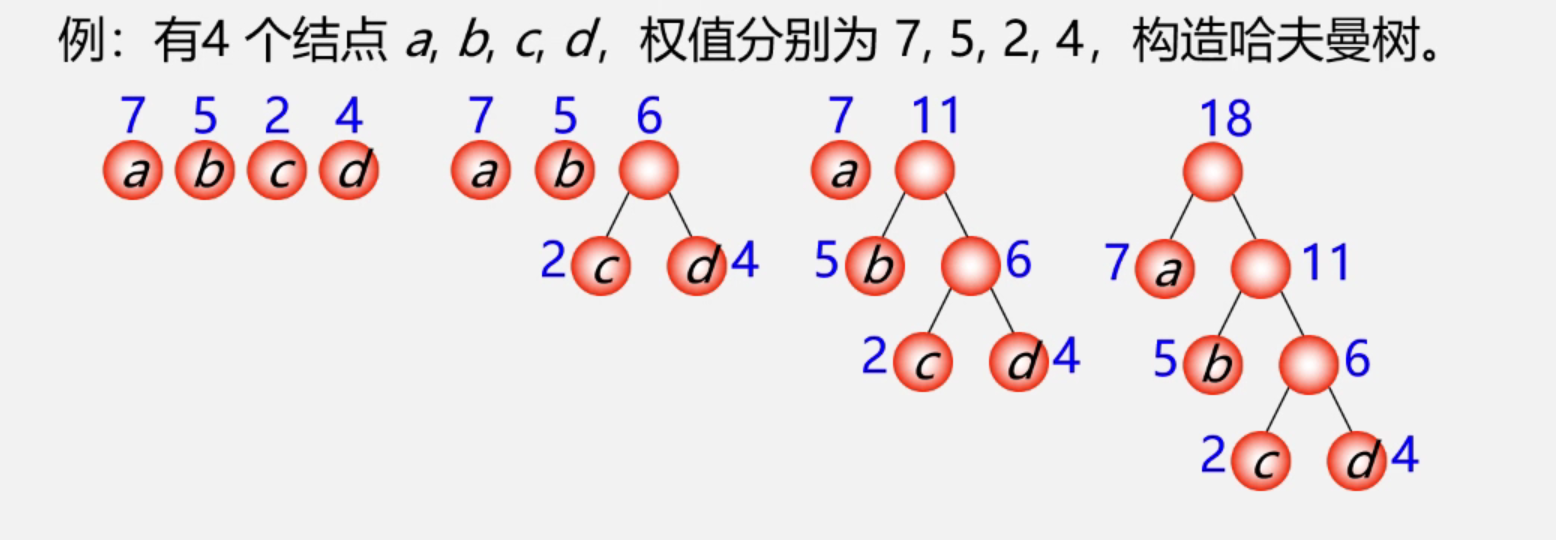 例：有4 个结点 a, b, c, d，权值分别为 7, 5, 2, 4，构造哈夫曼树。
7 5 2 4 7 5 6 7 11 18
a b c d a b a
2 c d 4 5 b 6 7 a 11
2 c d 4 5 b 6
2 c d 4